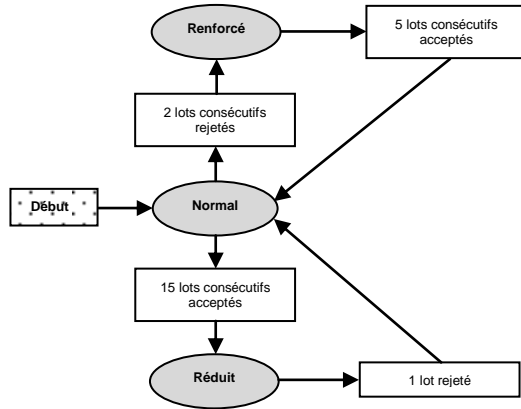 Renforcé
5 lots consécutifs
acceptés
2 lots consécutifs
rejetés
Début
Normal
15 lots consécutifs
acceptés
Réduit
1 lot rejeté